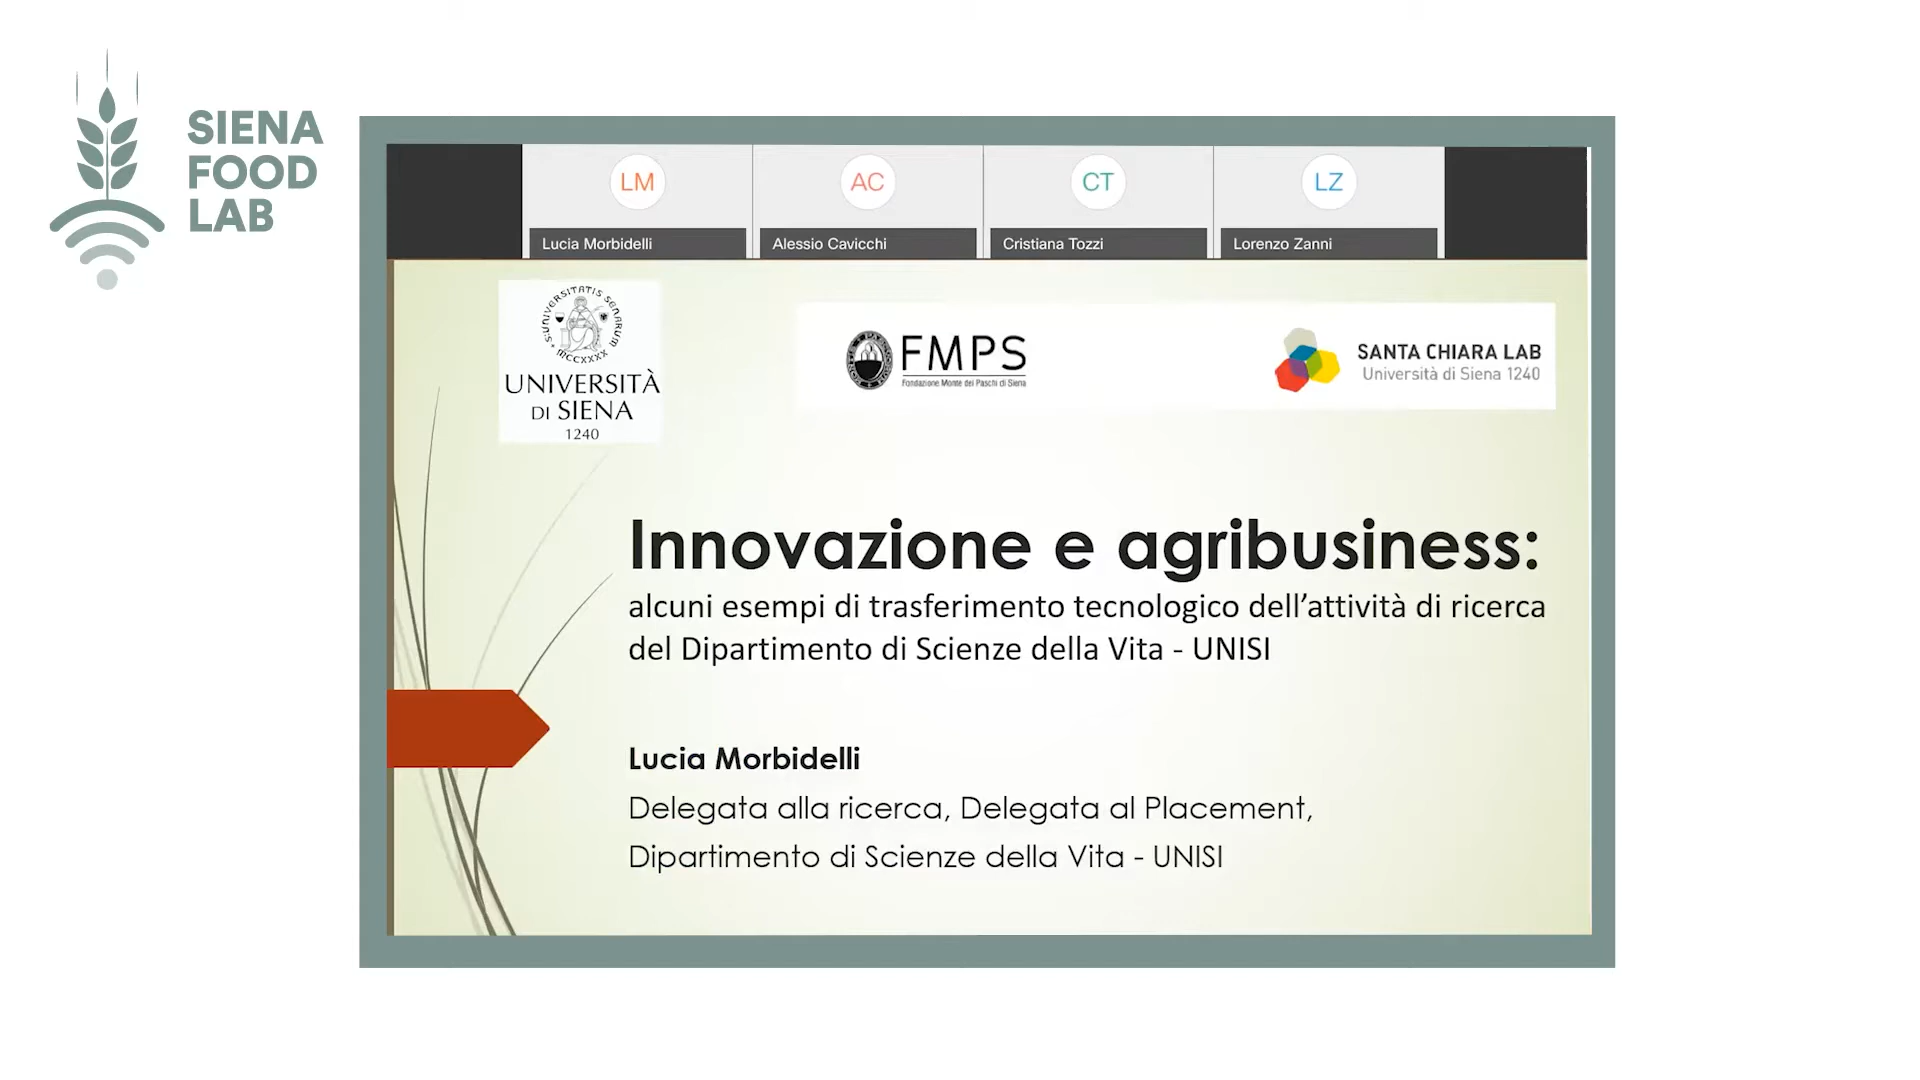 SIENA
FOOD
LAB
LM
AC
CT
LZ
Lucia Morbidelli
Alessio Cavicchi
Cristiana Tozzi
Lorenzo Zanni
UNIVERSITÀ
DI SIENA
1240
FMPS
Fondazione Monte dei Paschi di Siena
SANTA CHIARA LAB
Università di Siena 1240
Innovazione e agribusiness:
alcuni esempi di trasferimento tecnologico dell’attività di ricerca
del Dipartimento di Scienze della Vita - UNISI
Lucia Morbidelli
Delegata alla ricerca, Delegata al Placement,
Dipartimento di Scienze della Vita - UNISI